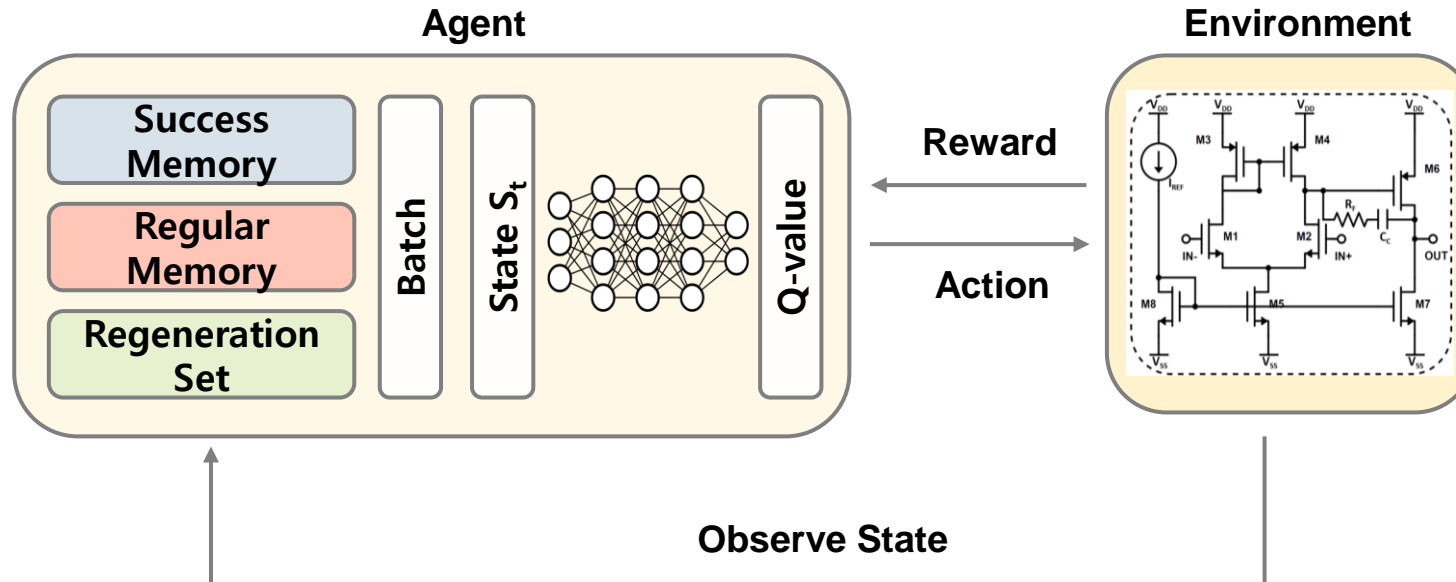 Agent
Environment
Success
Memory
Regular
Memory
Regeneration
Set
Batch
State St
Q-value
Reward
Action
VDD
VDD
VDD
VDD
M3
M4
M6
IREF
RF
CC
M1
M2
IN-
IN+
OUT
M8
M5
M7
VSS
VSS
VSS
Observe State